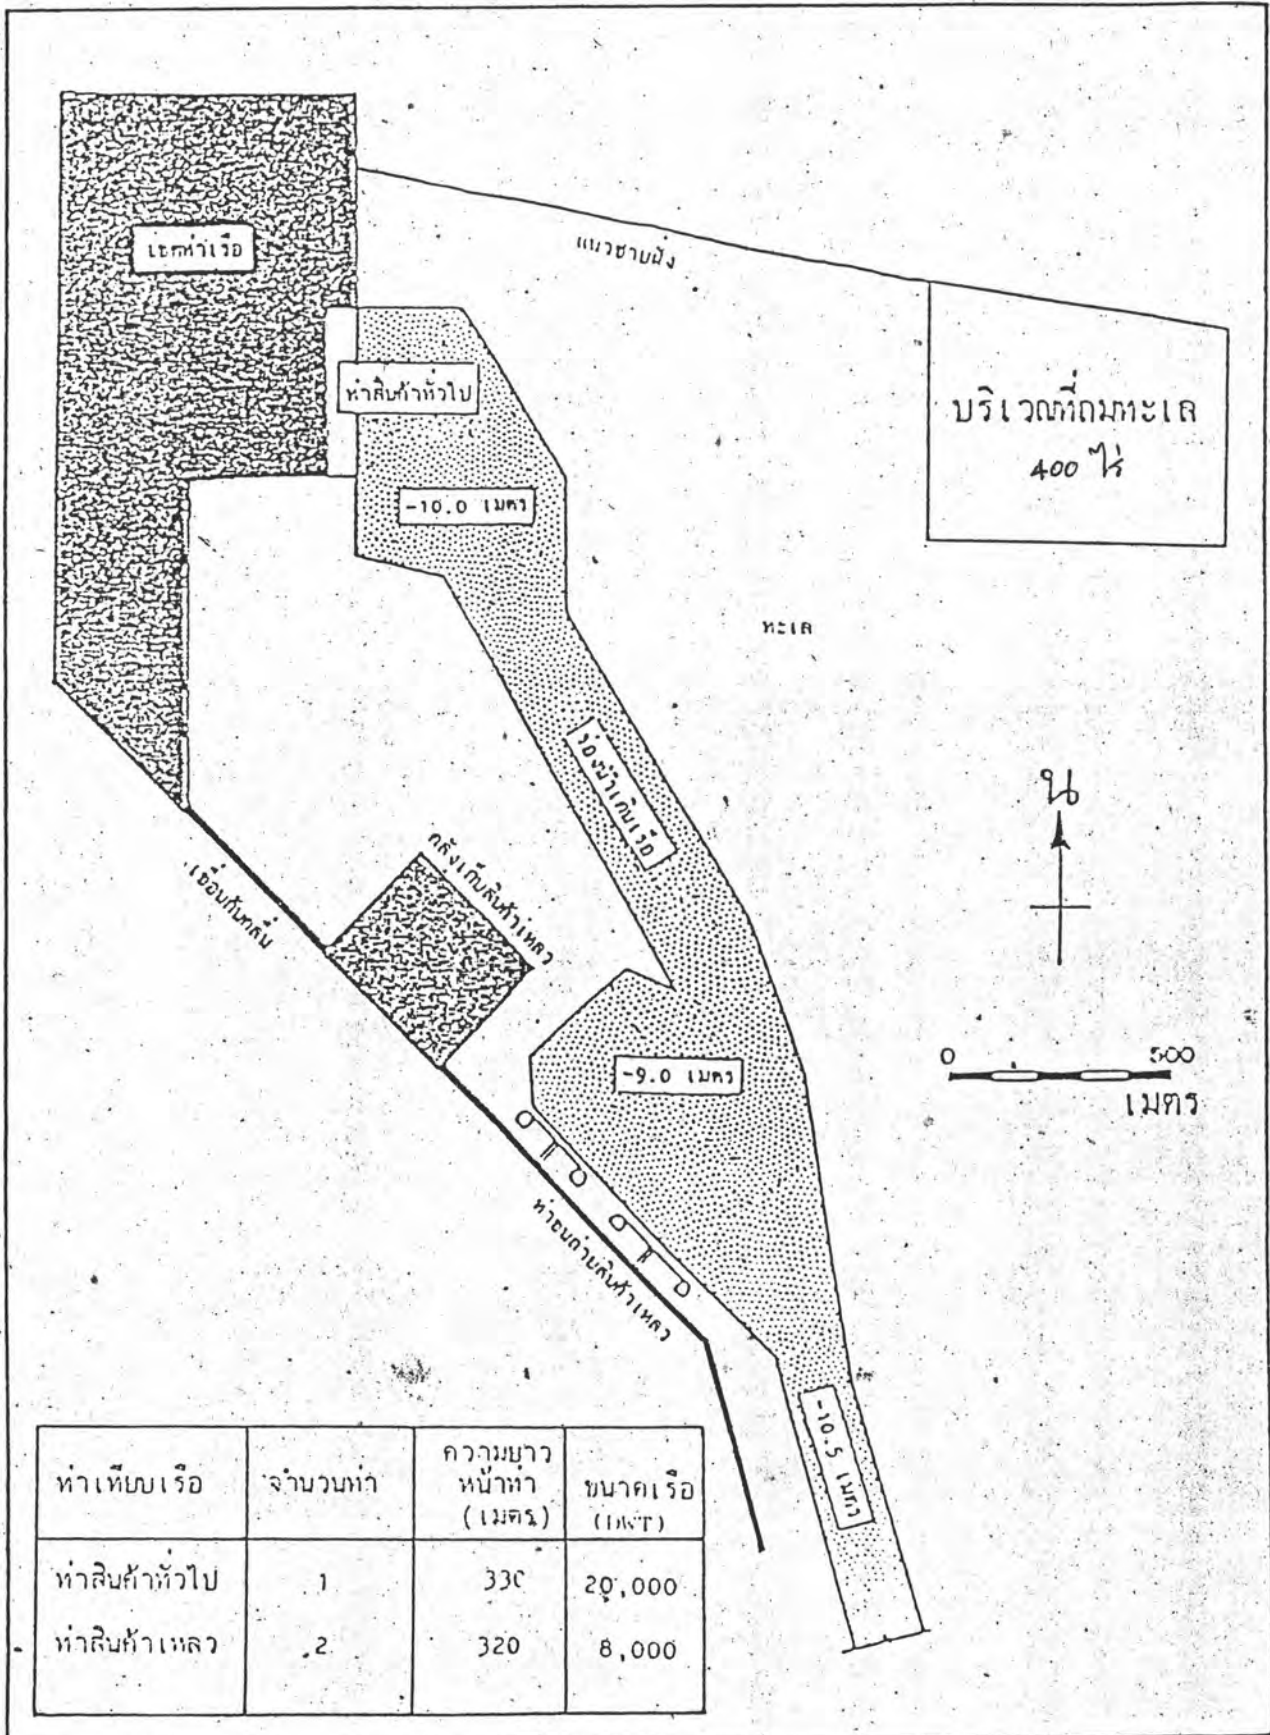 เขตท่าเรือ
แนวชายฝั่ง
ท่าสินค้าทั่วไป
บริเวณที่ถมทะเล
400 ไร่
-10.0 เมตร
ทะเล
ร่องน้ำเดินเรือ
น
คลังเก็บสินค้าเหลว
เขื่อนกันคลื่น
-9.0 เมตร
0 500
เมตร
ท่าขนถ่ายสินค้าเหลว
-10.5 เมตร
ท่าเทียบเรือ จำนวนท่า ความยาว
หน้าท่า
(เมตร) ขนาดเรือ
(DWT)
ท่าสินค้าทั่วไป 1 330 20,000
ท่าสินค้าเหลว 2 320 8,000